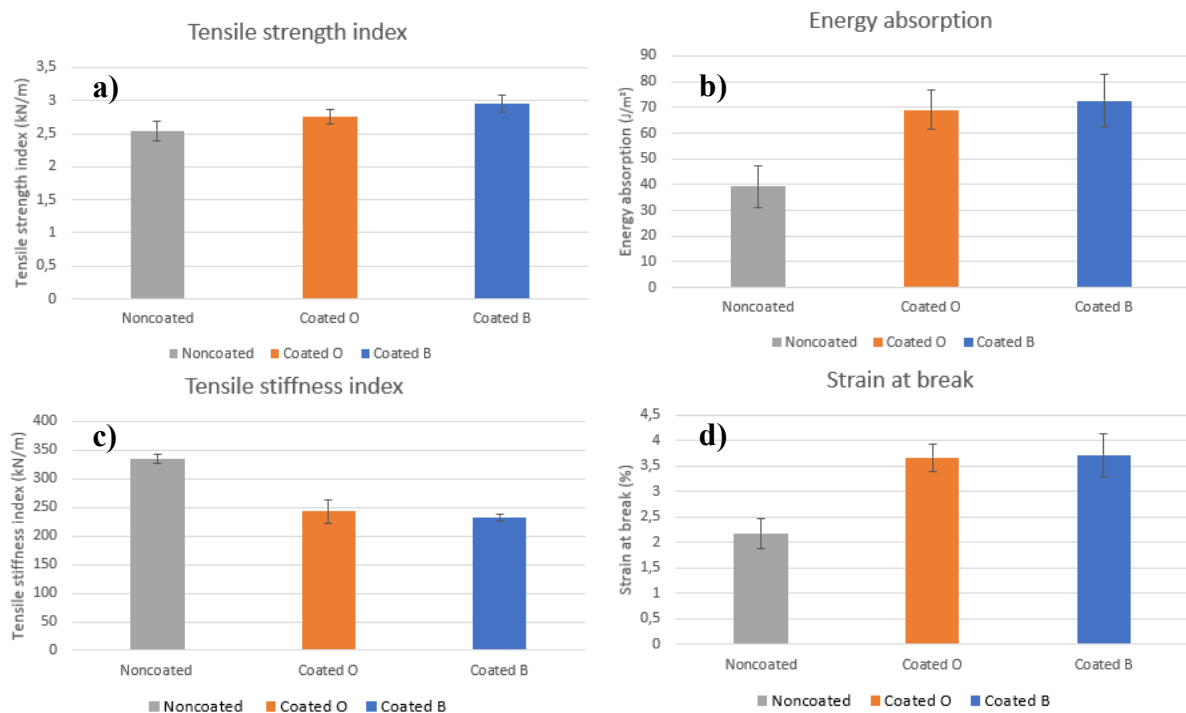 Tensile strength index
a)
Tensile strength index (kN/m)
3,5
3
2,5
2
1,5
1
0,5
0
Noncoated Coated O Coated B
Noncoated Coated O Coated B
Energy absorption
b)
Energy absorption (J/m²)
90
80
70
60
50
40
30
20
10
0
Noncoated Coated O Coated B
Noncoated Coated O Coated B
Tensile stiffness index
c)
Tensile stiffness index (kN/m)
400
350
300
250
200
150
100
50
0
Noncoated Coated O Coated B
Noncoated Coated O Coated B
Strain at break
d)
Strain at break (%)
4,5
4
3,5
3
2,5
2
1,5
1
0,5
0
Noncoated Coated O Coated B
Noncoated Coated O Coated B